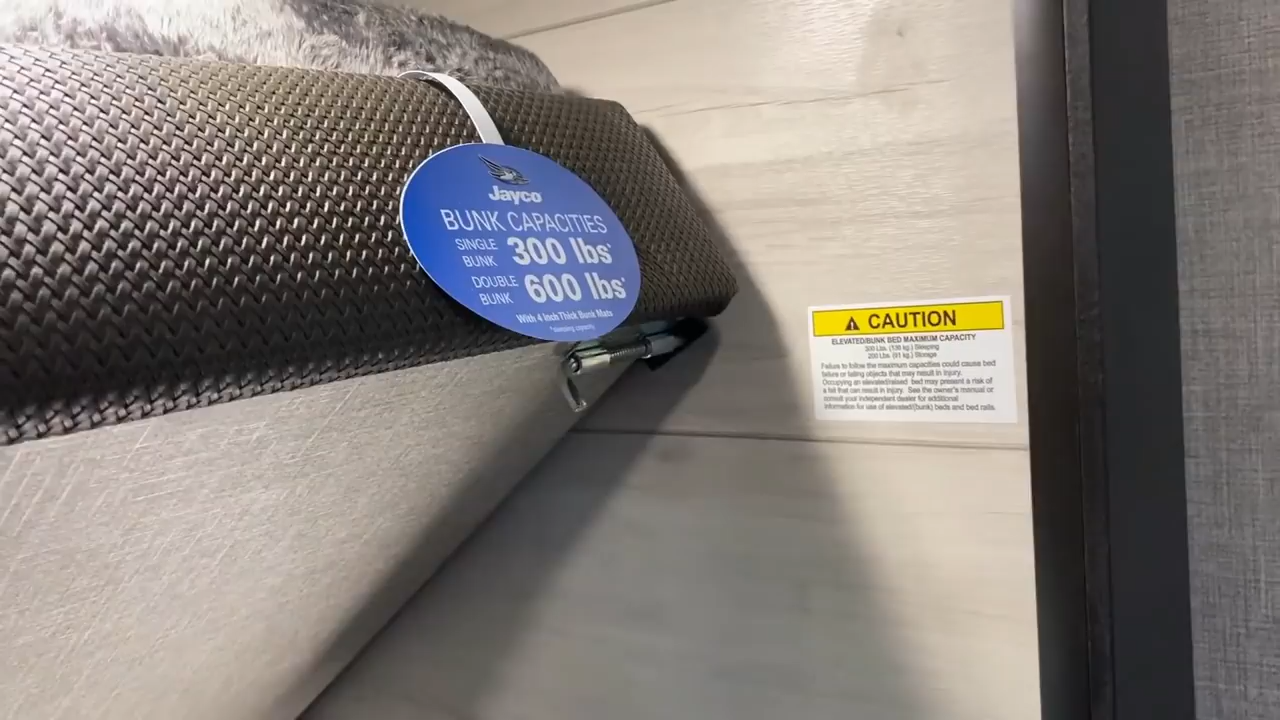 Jayco
BUNK CAPACITIES
SINGLE BUNK 300 lbs*
DOUBLE BUNK 600 lbs*
With 4 Inch Thick Bunk Mats
*sleeping capacity
CAUTION
ELEVATED/BUNK BED MAXIMUM CAPACITY
300 Lbs. (136 kg.) Sleeping
200 Lbs. (91 kg.) Storage
Failure to follow the maximum capacities could cause bed
failure or falling objects that may result in injury.
Occupying an elevated/raised bed may present a risk of
a fall that can result in injury. See the owner's manual or
consult your independent dealer for additional
information for use of elevated/(bunk) beds and bed rails.